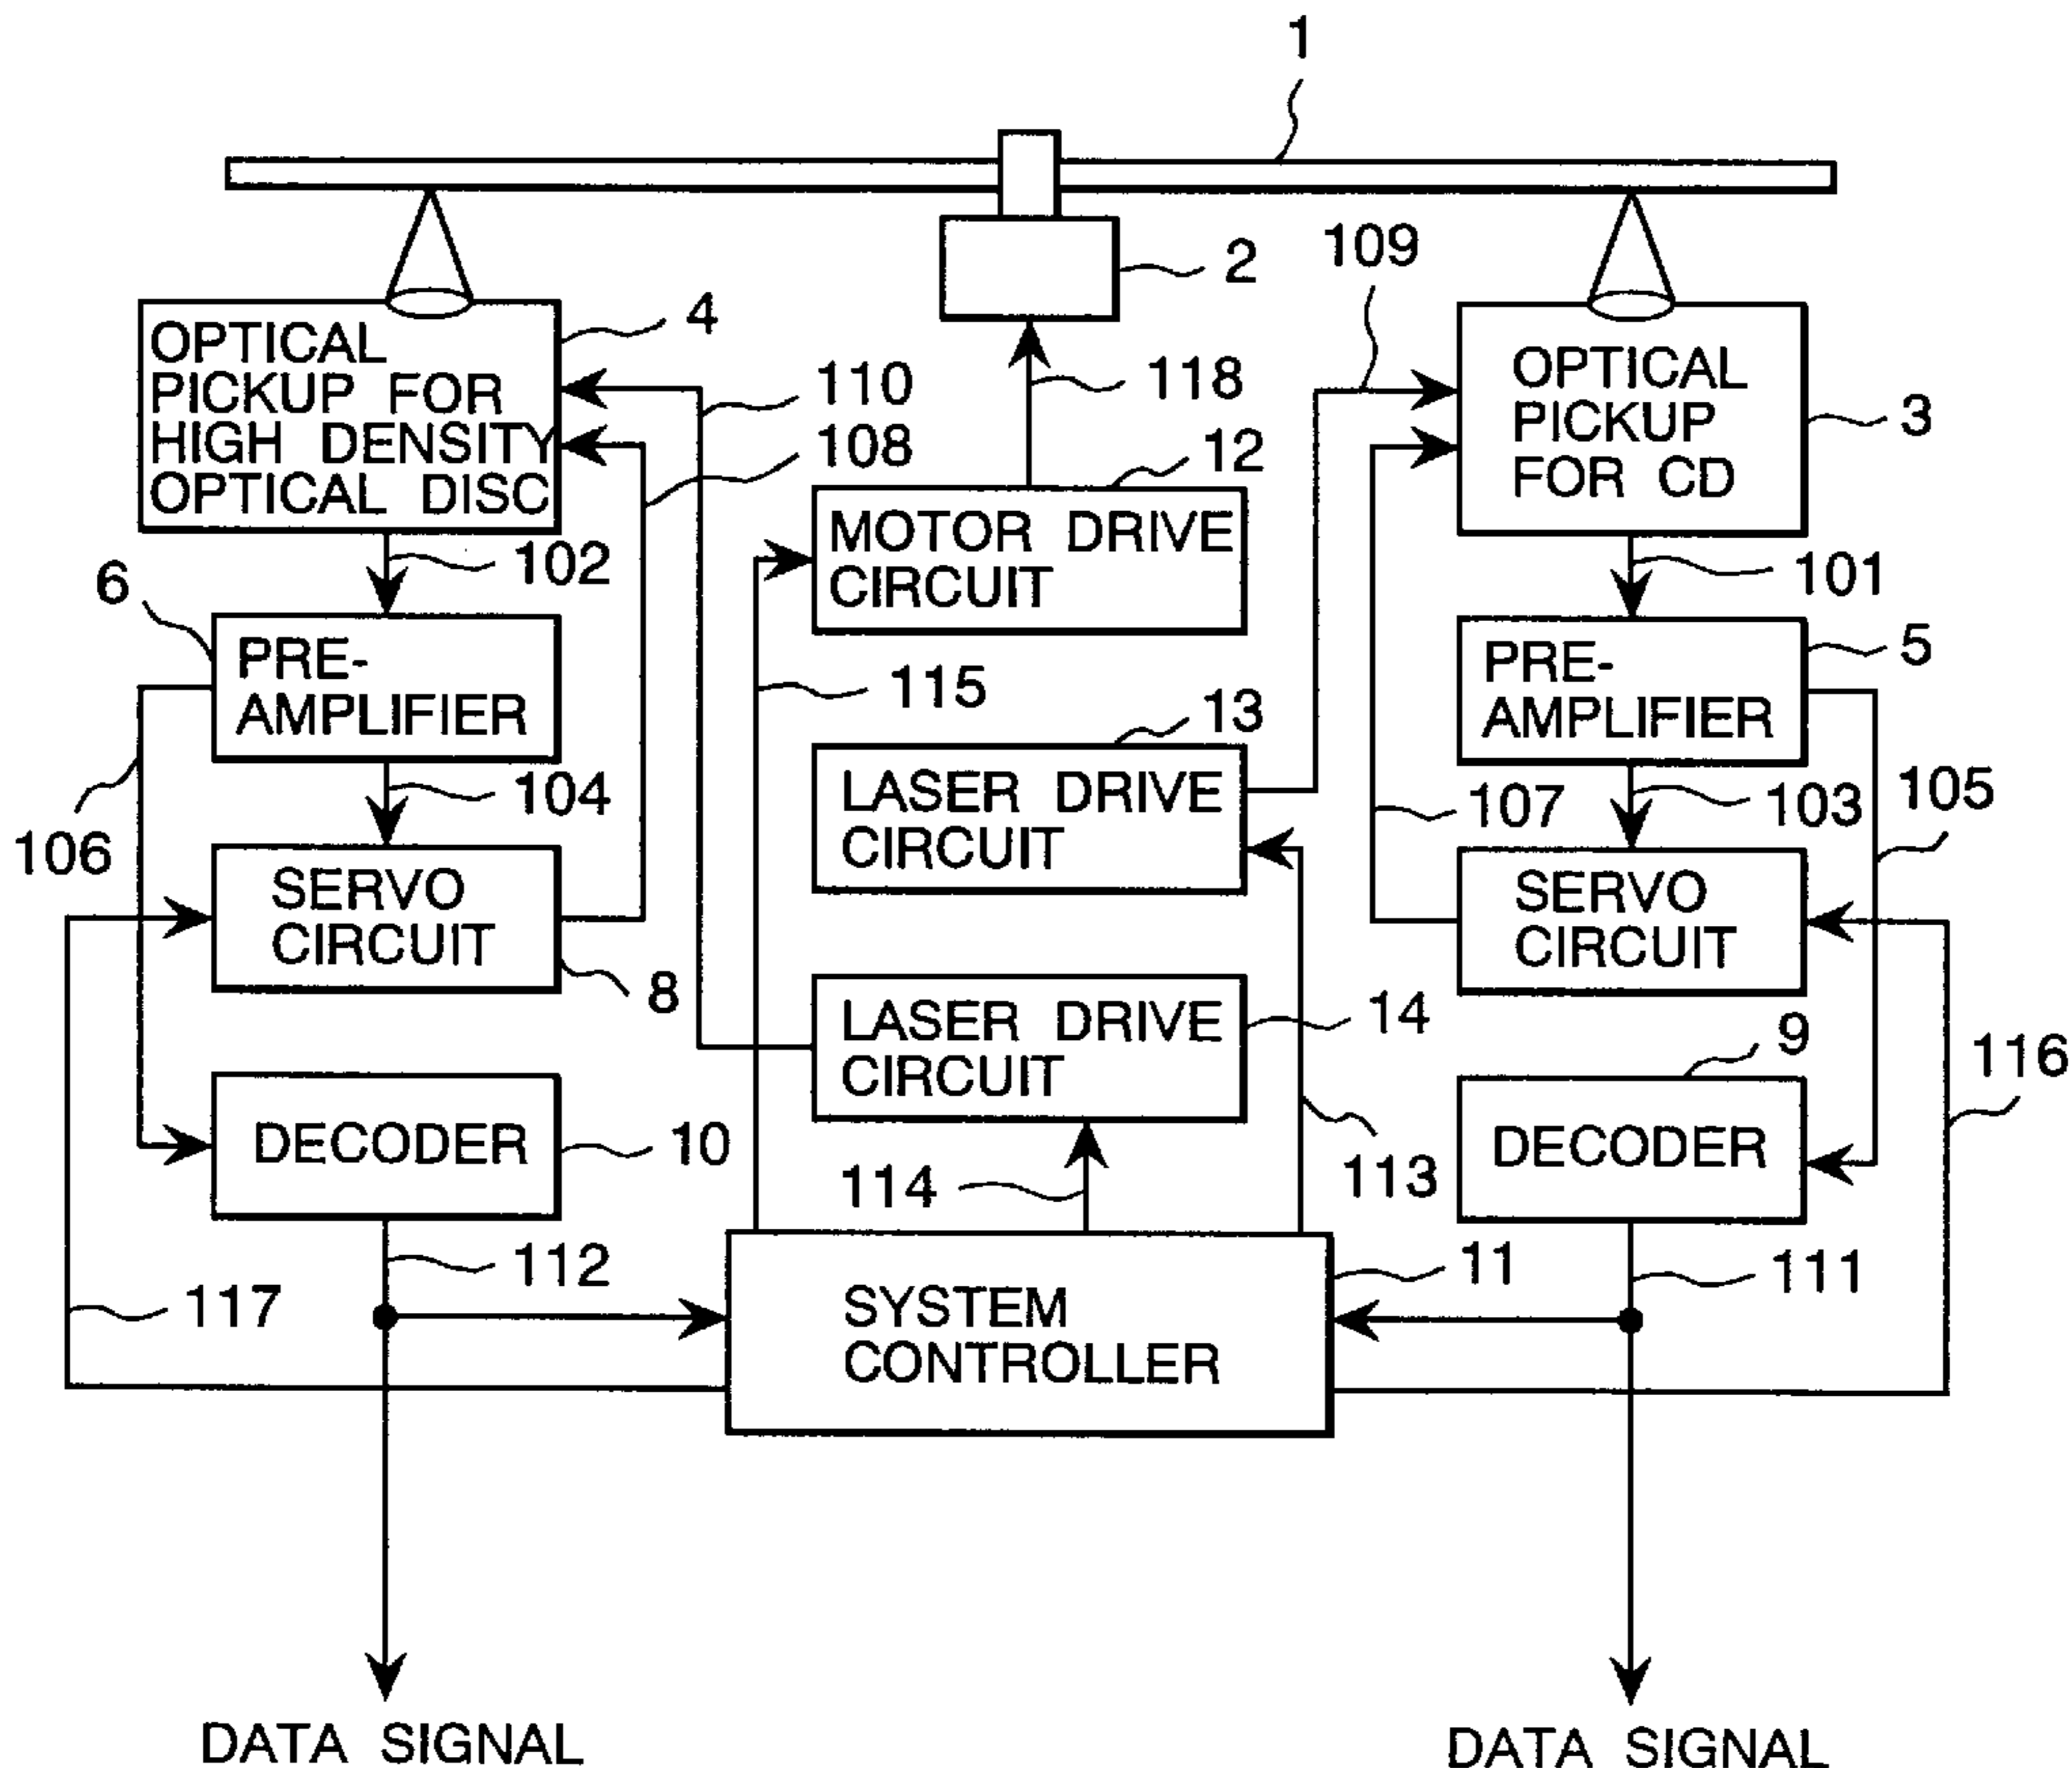 1
2
109
4
OPTICAL
PICKUP FOR
HIGH DENSITY
OPTICAL DISC
110
108
118
12
OPTICAL
PICKUP
FOR CD
3
MOTOR DRIVE
CIRCUIT
102
101
6
PRE-
AMPLIFIER
115
13
PRE-
AMPLIFIER
5
104
LASER DRIVE
CIRCUIT
107
103
105
106
SERVO
CIRCUIT
8
SERVO
CIRCUIT
LASER DRIVE
CIRCUIT
14
9
116
DECODER
10
114
113
DECODER
112
11
111
117
SYSTEM
CONTROLLER
DATA SIGNAL
DATA SIGNAL